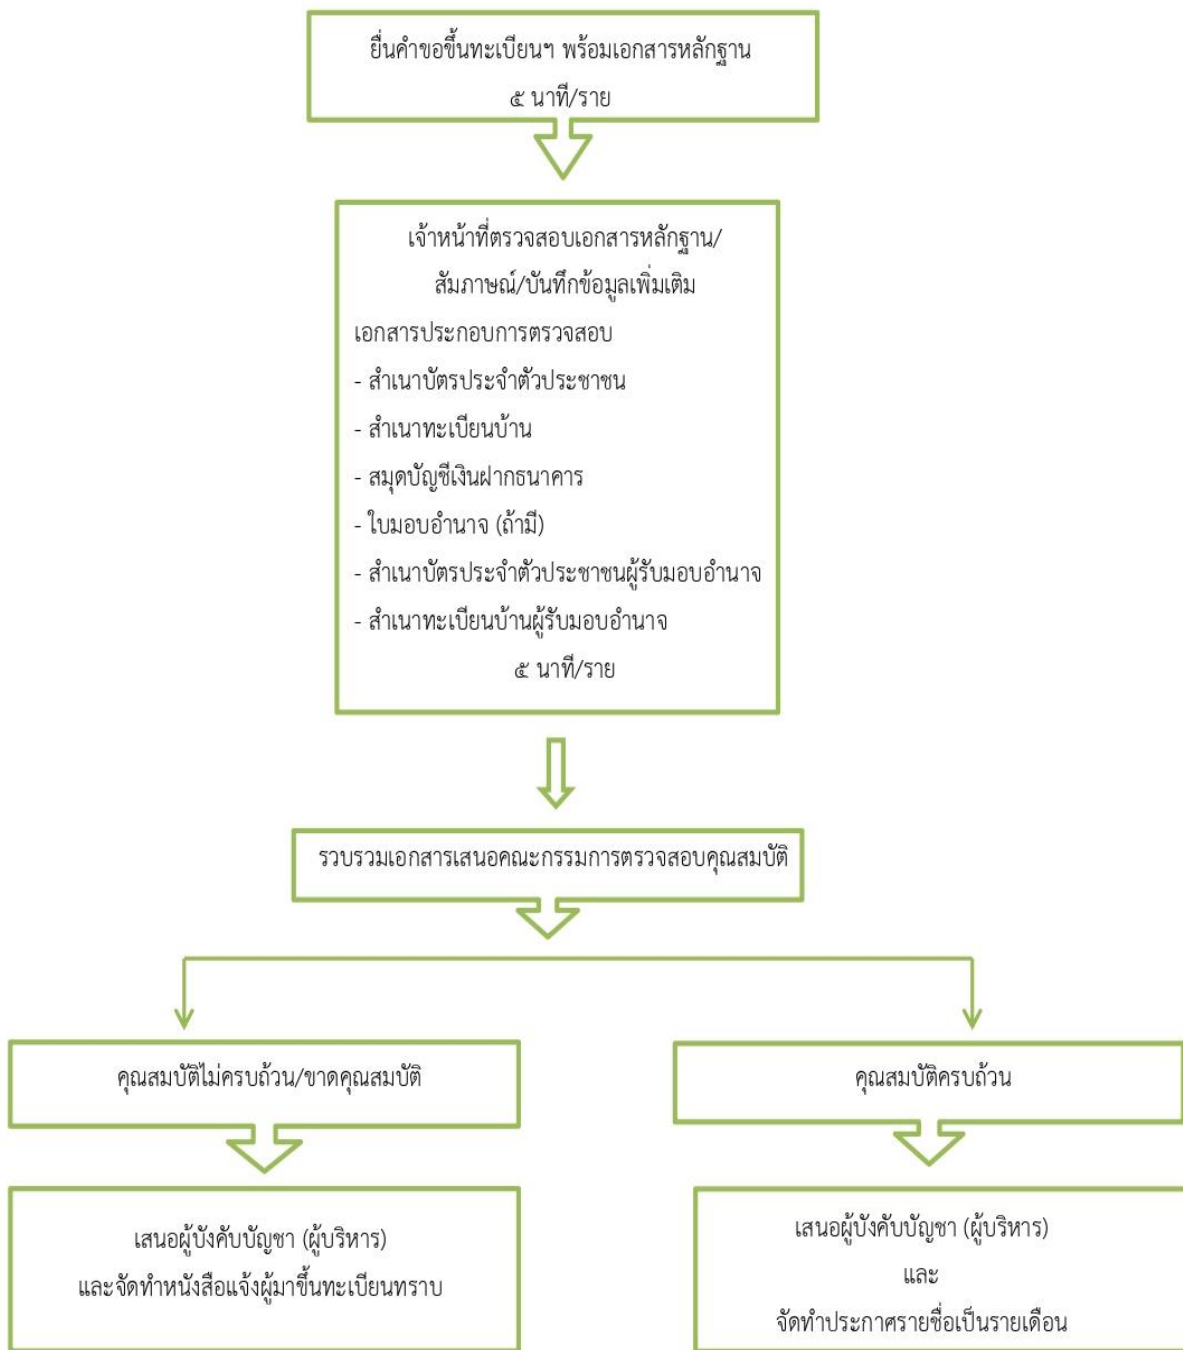 ยื่นคำขอขึ้นทะเบียนฯ พร้อมเอกสารหลักฐาน
๕ นาที/ราย
เจ้าหน้าที่ตรวจสอบเอกสารหลักฐาน/
สัมภาษณ์/บันทึกข้อมูลเพิ่มเติม
เอกสารประกอบการตรวจสอบ
- สำเนาบัตรประจำตัวประชาชน
- สำเนาทะเบียนบ้าน
- สมุดบัญชีเงินฝากธนาคาร
- ใบมอบอำนาจ (ถ้ามี)
- สำเนาบัตรประจำตัวประชาชนผู้รับมอบอำนาจ
- สำเนาทะเบียนบ้านผู้รับมอบอำนาจ
๕ นาที/ราย
รวบรวมเอกสารเสนอคณะกรรมการตรวจสอบคุณสมบัติ
คุณสมบัติไม่ครบถ้วน/ขาดคุณสมบัติ
คุณสมบัติครบถ้วน
เสนอผู้บังคับบัญชา (ผู้บริหาร)
และจัดทำหนังสือแจ้งผู้มาขึ้นทะเบียนทราบ
เสนอผู้บังคับบัญชา (ผู้บริหาร)
และ
จัดทำประกาศรายชื่อเป็นรายเดือน